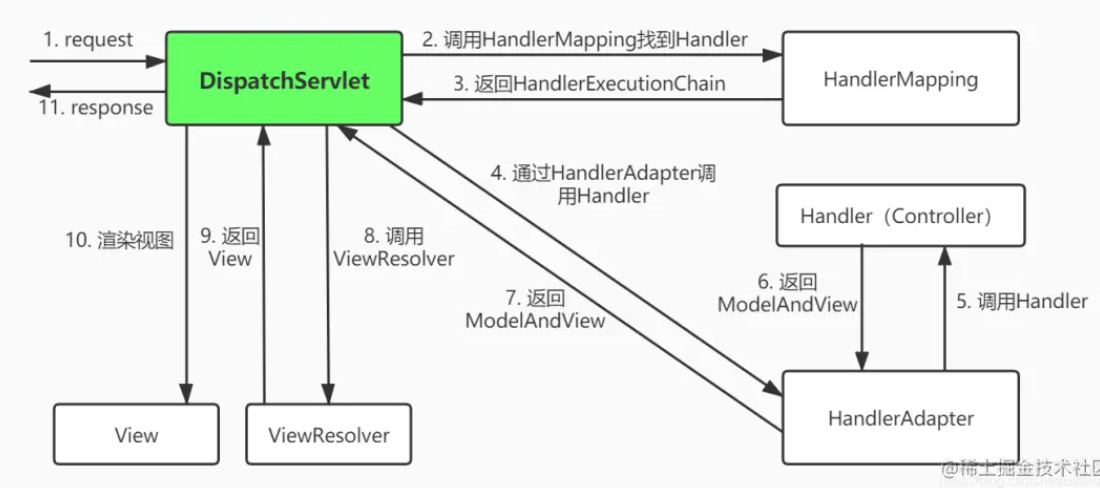 1. request
2. 调用HandlerMapping找到Handler
DispatchServlet
HandlerMapping
3. 返回HandlerExecutionChain
11. response
4. 通过HandlerAdapter调
用Handler
Handler（Controller）
10. 渲染视图
9. 返回
View
8. 调用
ViewResolver
7. 返回
ModelAndView
6. 返回
ModelAndView
5. 调用Handler
View
ViewResolver
HandlerAdapter
@稀土掘金技术社区